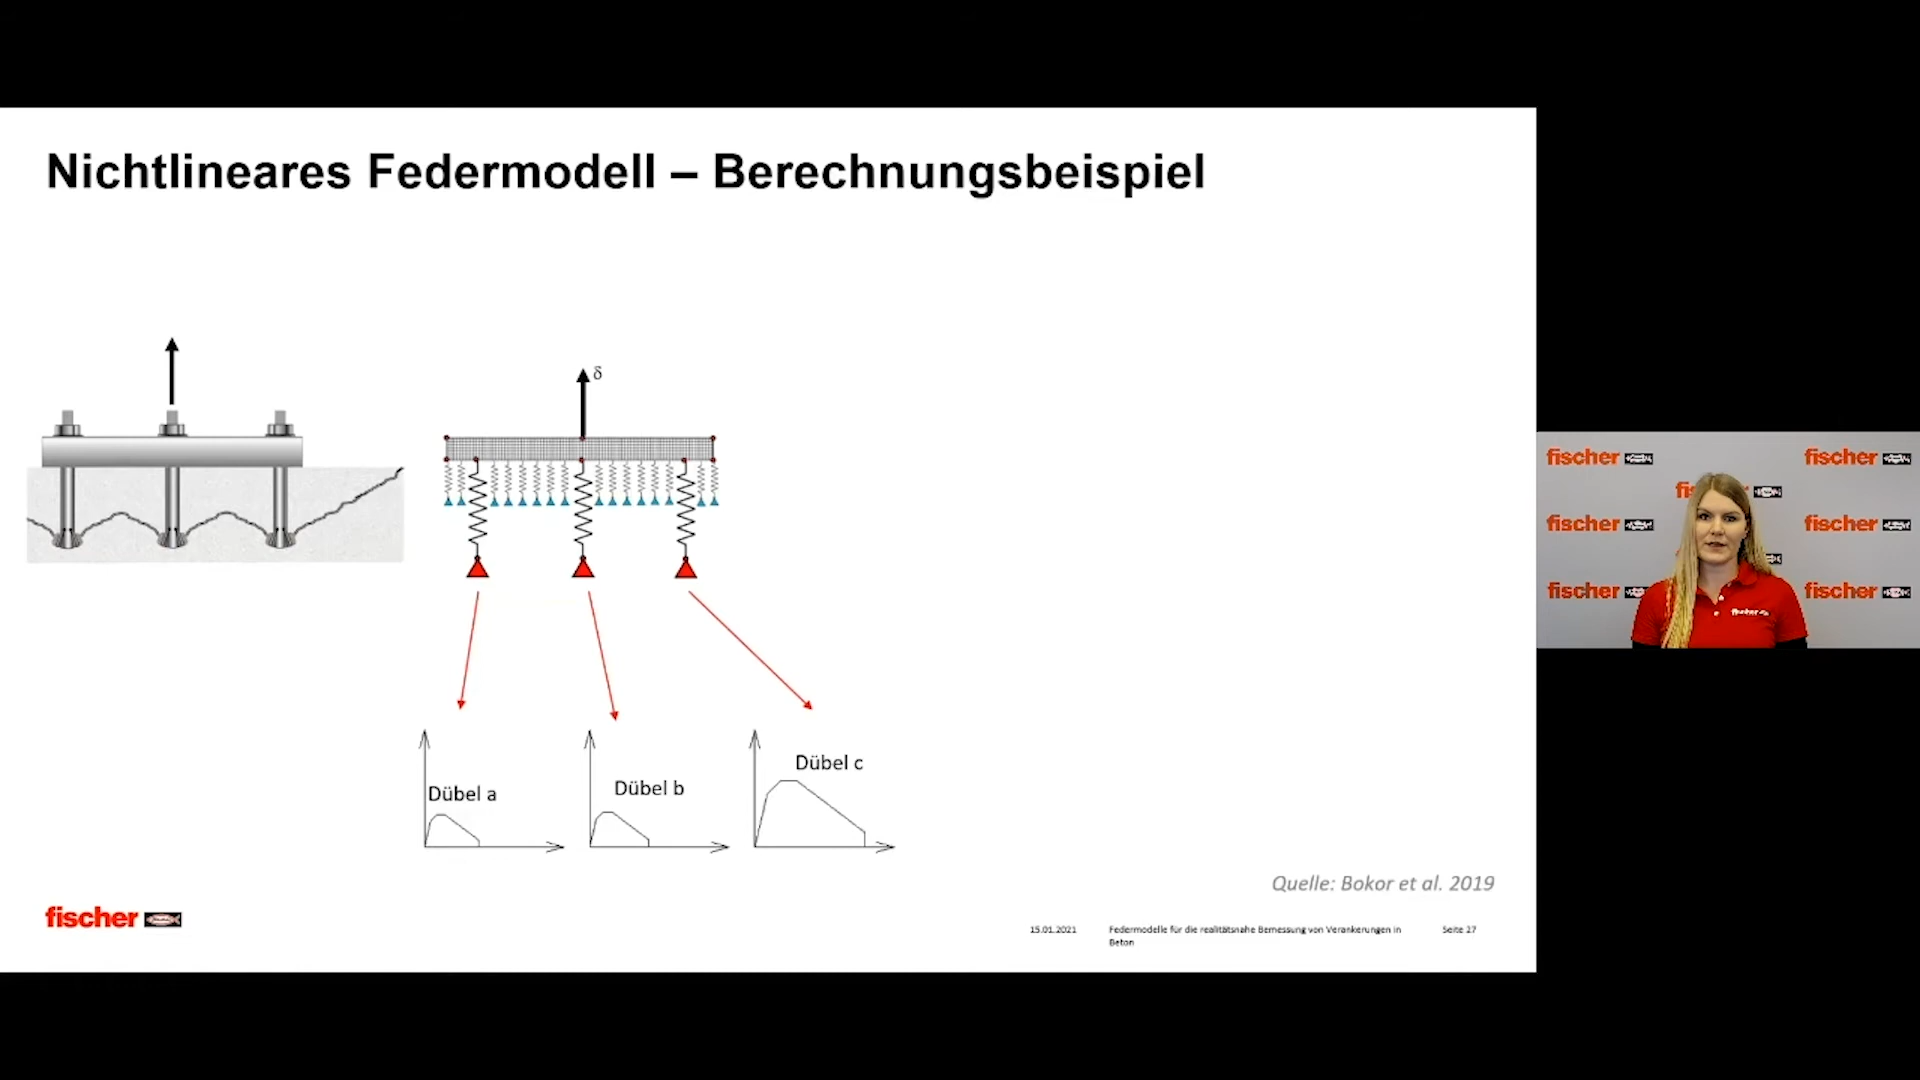 Nichtlineares Federmodell – Berechnungsbeispiel
δ
Dübel a
Dübel b
Dübel c
Quelle: Bokor et al. 2019
fischer
15.01.2021
Federmodelle für die realitätsnahe Bemessung von Verankerungen in
Beton
Seite 27
fischer
fischer
fischer
fischer
fischer
fischer
fischer